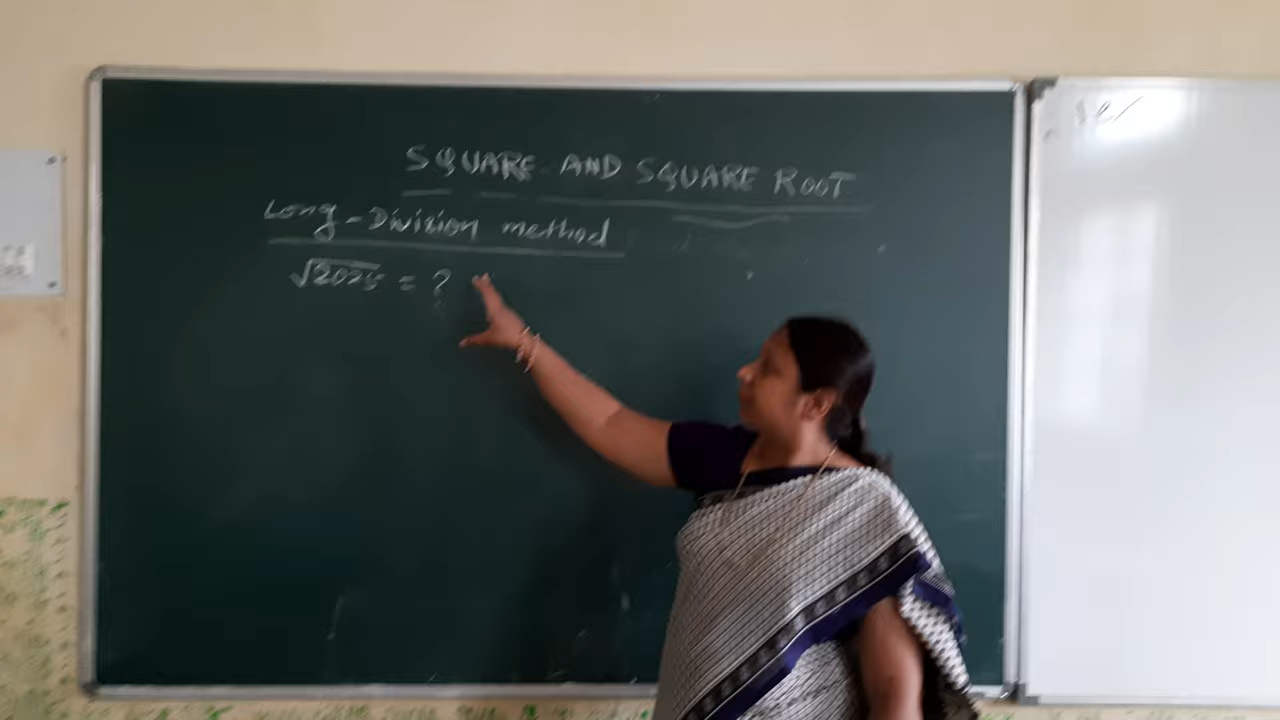 SQUARE AND SQUARE ROOT
Long-Division method
√2025 = ?